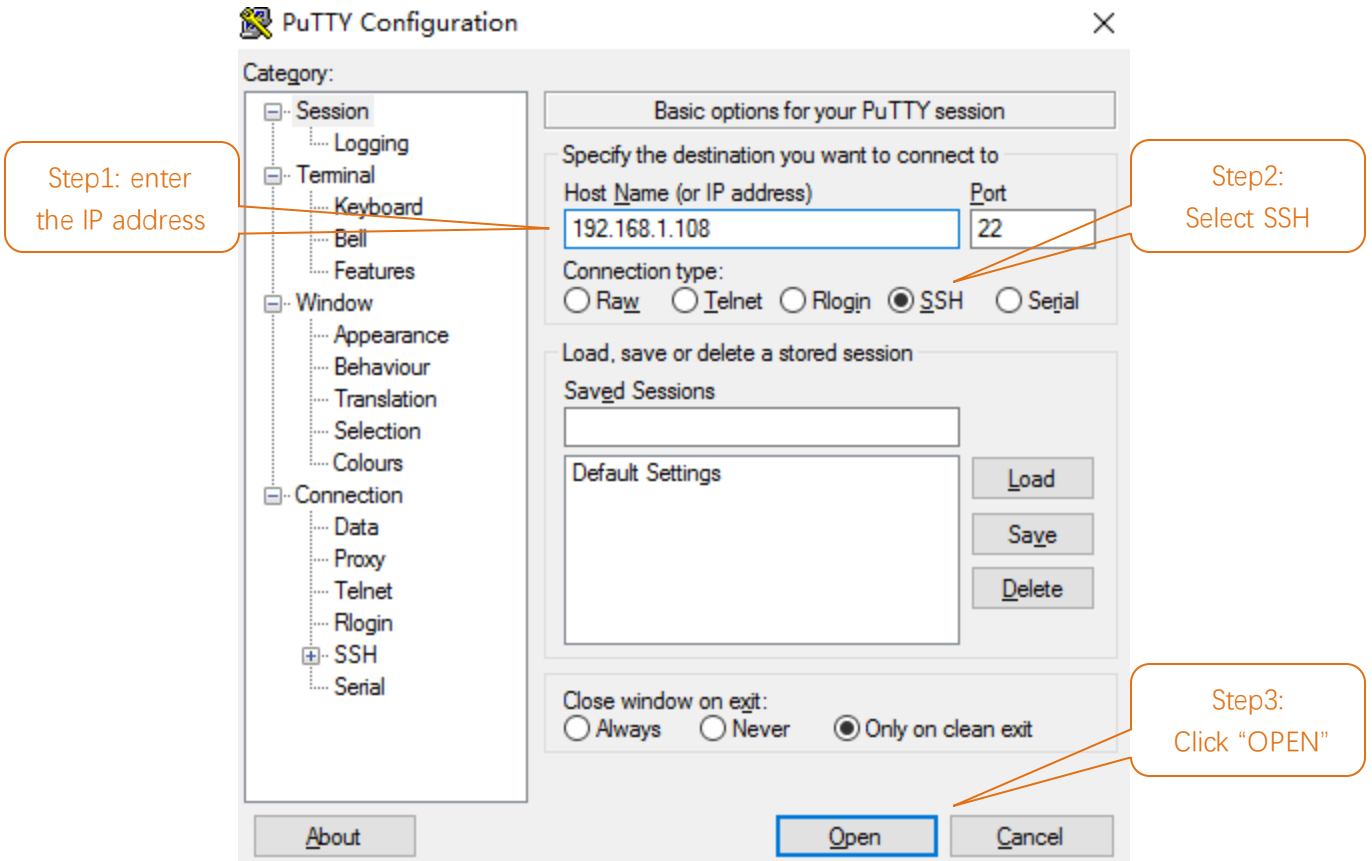 PuTTY Configuration
Category:
Session
Logging
Terminal
Keyboard
Bell
Features
Window
Appearance
Behaviour
Translation
Selection
Colours
Connection
Data
Proxy
Telnet
Rlogin
SSH
Serial
Basic options for your PuTTY session
Specify the destination you want to connect to
Host Name (or IP address)
Port
192.168.1.108
22
Connection type:
Raw
Telnet
Rlogin
SSH
Serial
Load, save or delete a stored session
Saved Sessions
Default Settings
Load
Save
Delete
Close window on exit:
Always
Never
Only on clean exit
About
Open
Cancel
Step1: enter
the IP address
Step2:
Select SSH
Step3:
Click “OPEN”